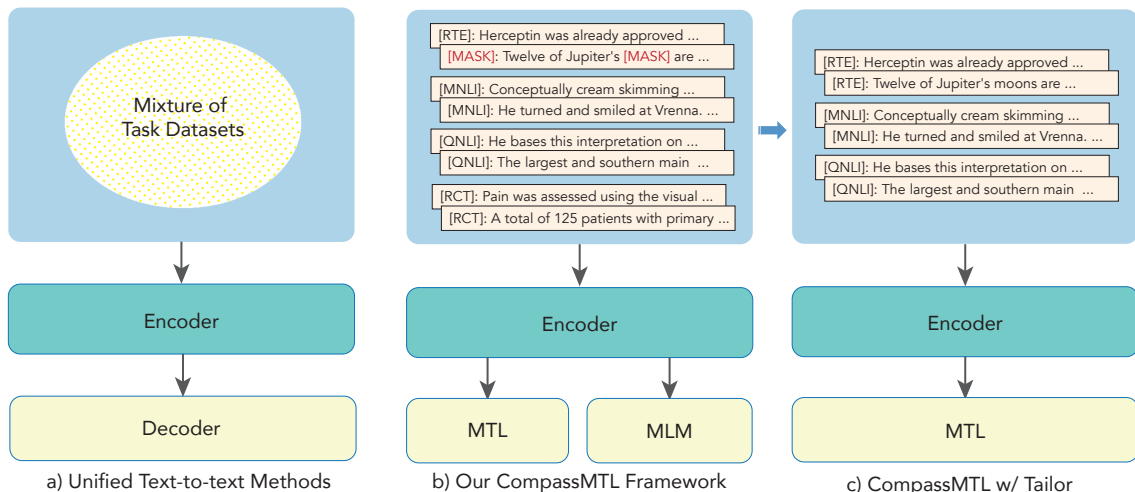 Mixture of
Task Datasets
Encoder
Decoder
a) Unified Text-to-text Methods
[RTE]: Herceptin was already approved ...
[MASK]: Twelve of Jupiter's [MASK] are ...
[MNLI]: Conceptually cream skimming ...
[MNLI]: He turned and smiled at Vrenna. ...
[QNLI]: He bases this interpretation on ...
[QNLI]: The largest and southern main ...
[RCT]: Pain was assessed using the visual ...
[RCT]: A total of 125 patients with primary ...
Encoder
MTL
MLM
b) Our CompassMTL Framework
[RTE]: Herceptin was already approved ...
[RTE]: Twelve of Jupiter's moons are ...
[MNLI]: Conceptually cream skimming ...
[MNLI]: He turned and smiled at Vrenna. ...
[QNLI]: He bases this interpretation on ...
[QNLI]: The largest and southern main ...
Encoder
MTL
c) CompassMTL w/ Tailor